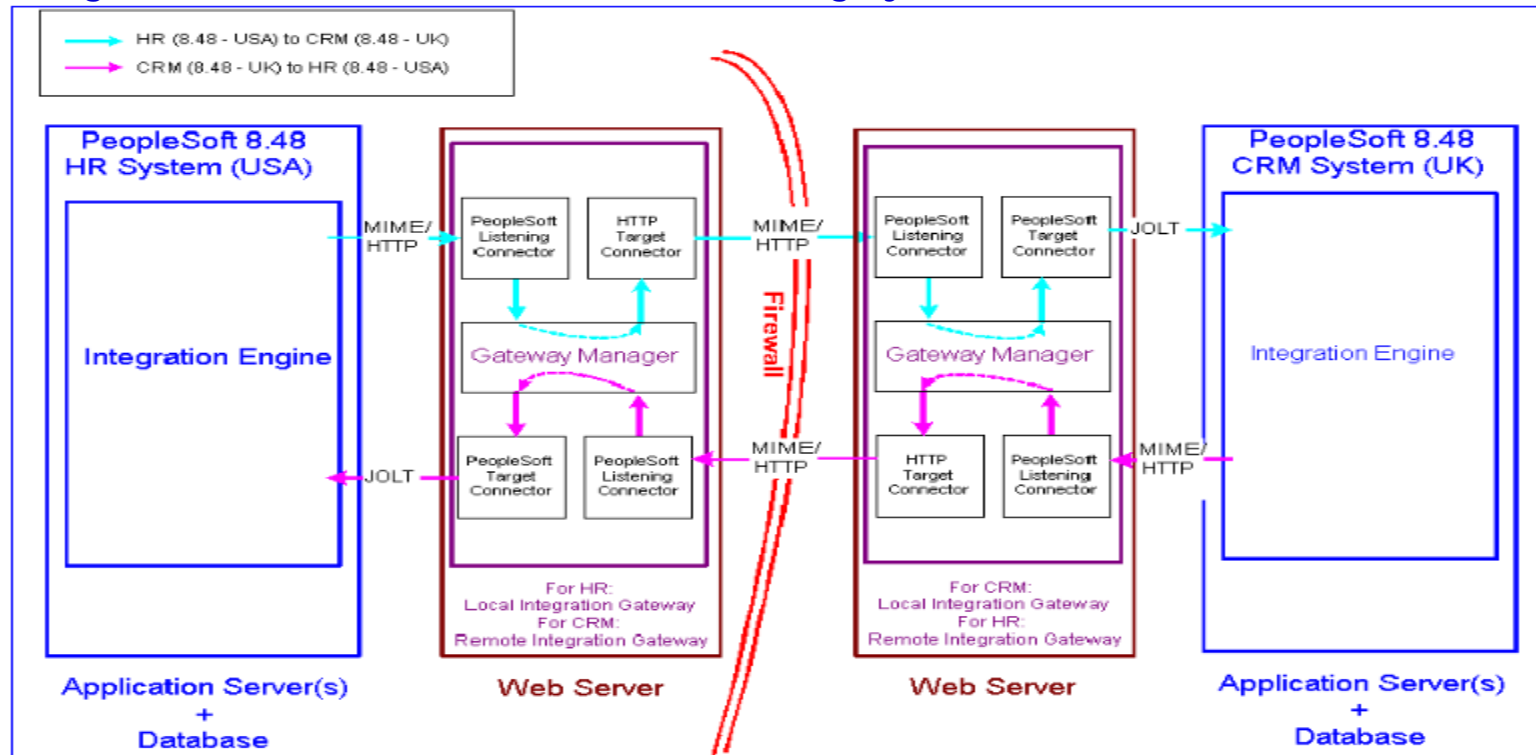 HR (8.48 - USA) to CRM (8.48 - UK)
CRM (8.48 - UK) to HR (8.48 - USA)
PeopleSoft 8.48
HR System (USA)
Integration Engine
Application Server(s)
+
Database
MIME/
HTTP
JOLT
PeopleSoft
Listening
Connector
HTTP
Target
Connector
Gateway Manager
PeopleSoft
Target
Connector
PeopleSoft
Listening
Connector
For HR:
Local Integration Gateway
For CRM:
Remote Integration Gateway
Web Server
MIME/
HTTP
Firewall
MIME/
HTTP
PeopleSoft
Listening
Connector
PeopleSoft
Target
Connector
Gateway Manager
HTTP
Target
Connector
PeopleSoft
Listening
Connector
For CRM:
Local Integration Gateway
For HR:
Remote Integration Gateway
Web Server
JOLT
MIME/
HTTP
PeopleSoft 8.48
CRM System (UK)
Integration Engine
Application Server(s)
+
Database